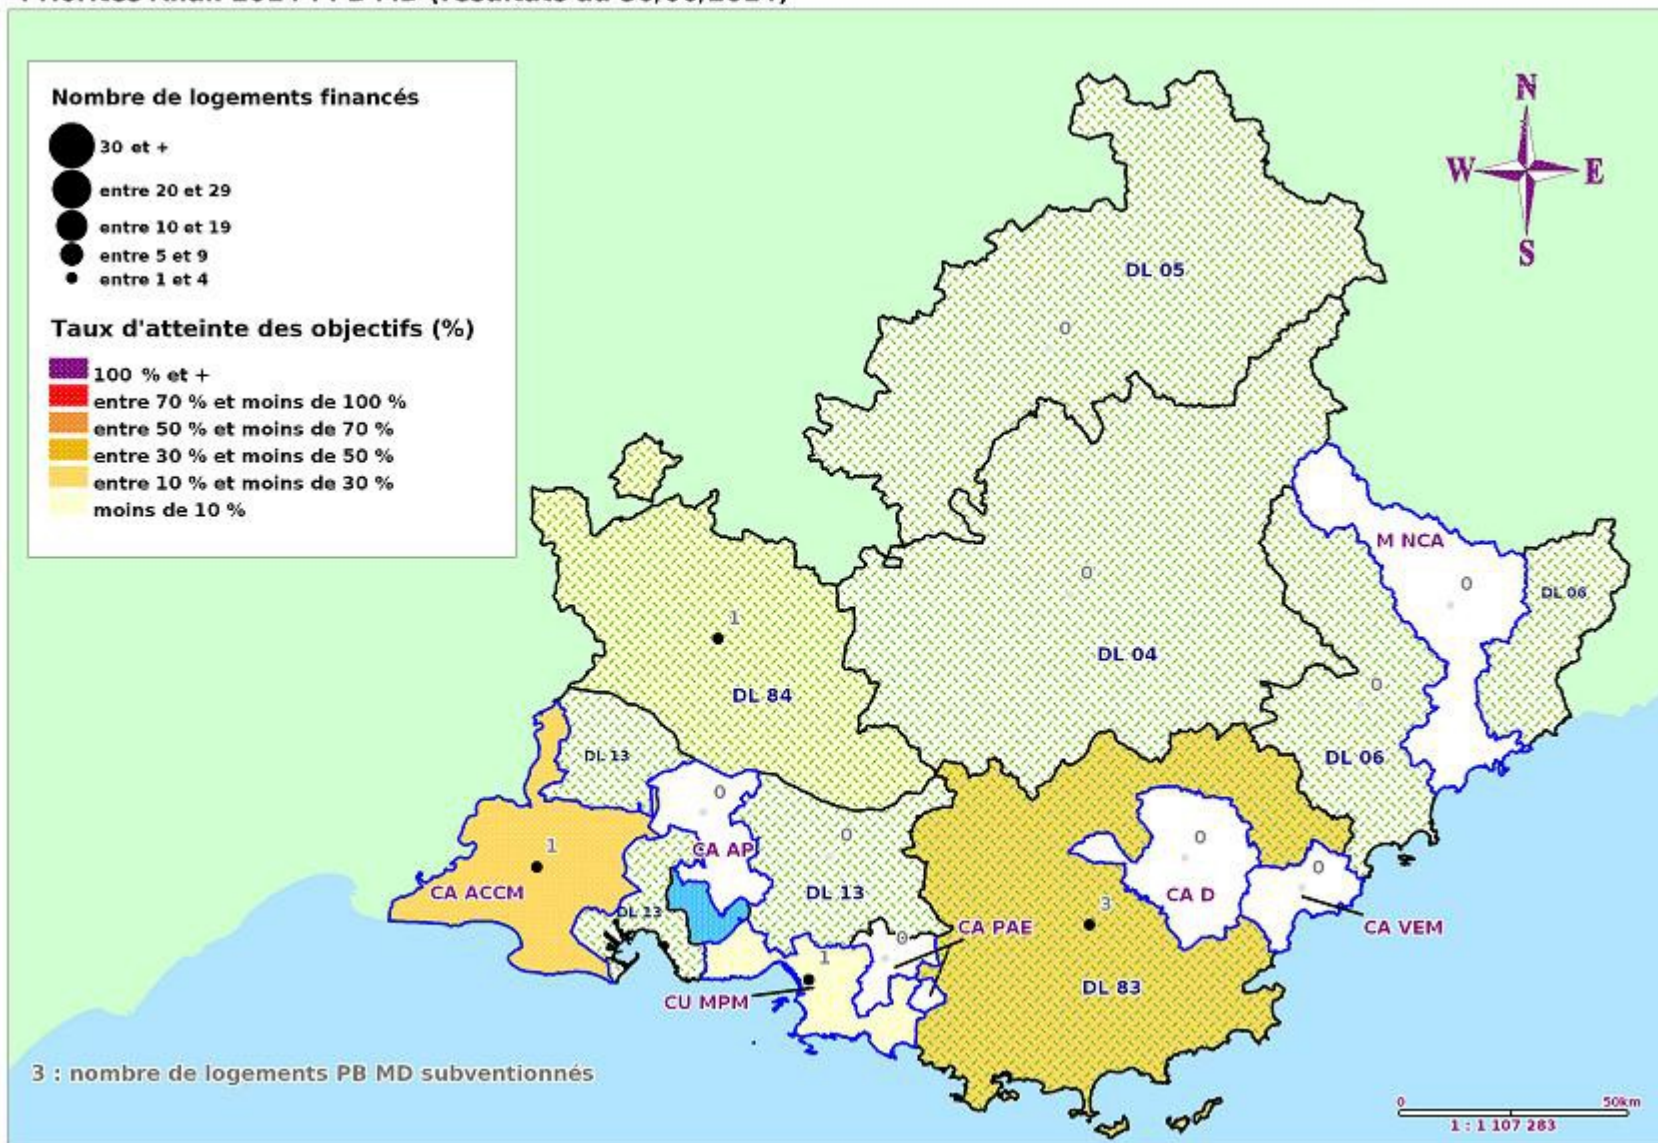 Nombre de logements financés
30 et +
entre 20 et 29
entre 10 et 19
entre 5 et 9
entre 1 et 4
Taux d'atteinte des objectifs (%)
100 % et +
entre 70 % et moins de 100 %
entre 50 % et moins de 70 %
entre 30 % et moins de 50 %
entre 10 % et moins de 30 %
moins de 10 %
N
W E
S
DL 05
0
M NCA
0
DL 06
0
DL 04
1
DL 84
0
DL 06
DL 13
0
CA AP
0
DL 13
1
CA ACCM
DL 13
0
CA D
0
CA VEM
3
DL 83
0
CA PAE
1
CU MPM
3 : nombre de logements PB MD subventionnés
0 50km
1 : 1 107 283